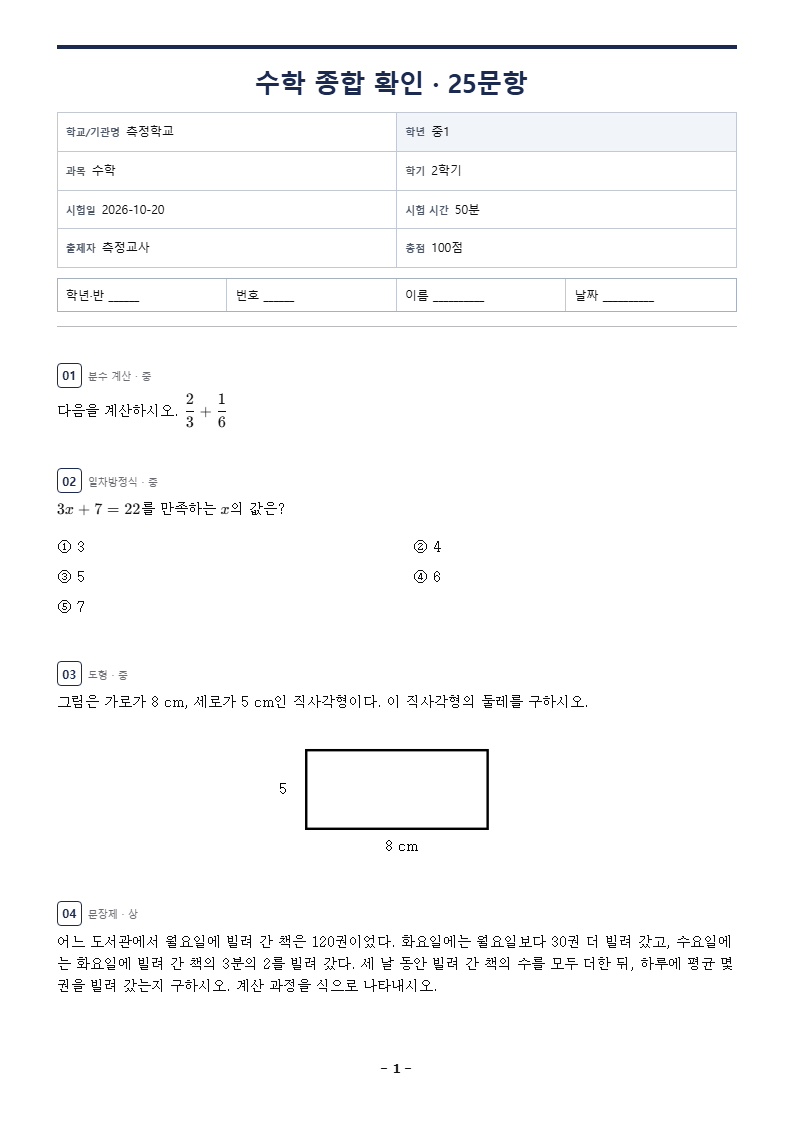 수학 종합 확인 · 25문항
학교/기관명 측정학교
학년 중1
과목 수학
학기 2학기
시험일 2026-10-20
시험 시간 50분
출제자 측정교사
총점 100점
학년·반 ______
번호 ______
이름 __________
날짜 __________
01 분수 계산 · 중
다음을 계산하시오. 2/3 + 1/6
02 일차방정식 · 중
3x + 7 = 22를 만족하는 x의 값은?
① 3
② 4
③ 5
④ 6
⑤ 7
03 도형 · 중
그림은 가로가 8 cm, 세로가 5 cm인 직사각형이다. 이 직사각형의 둘레를 구하시오.
5
8 cm
04 문장제 · 상
어느 도서관에서 월요일에 빌려 간 책은 120권이었다. 화요일에는 월요일보다 30권 더 빌려 갔고, 수요일에
는 화요일에 빌려 간 책의 3분의 2를 빌려 갔다. 세 날 동안 빌려 간 책의 수를 모두 더한 뒤, 하루에 평균 몇
권을 빌려 갔는지 구하시오. 계산 과정을 식으로 나타내시오.
- 1 -